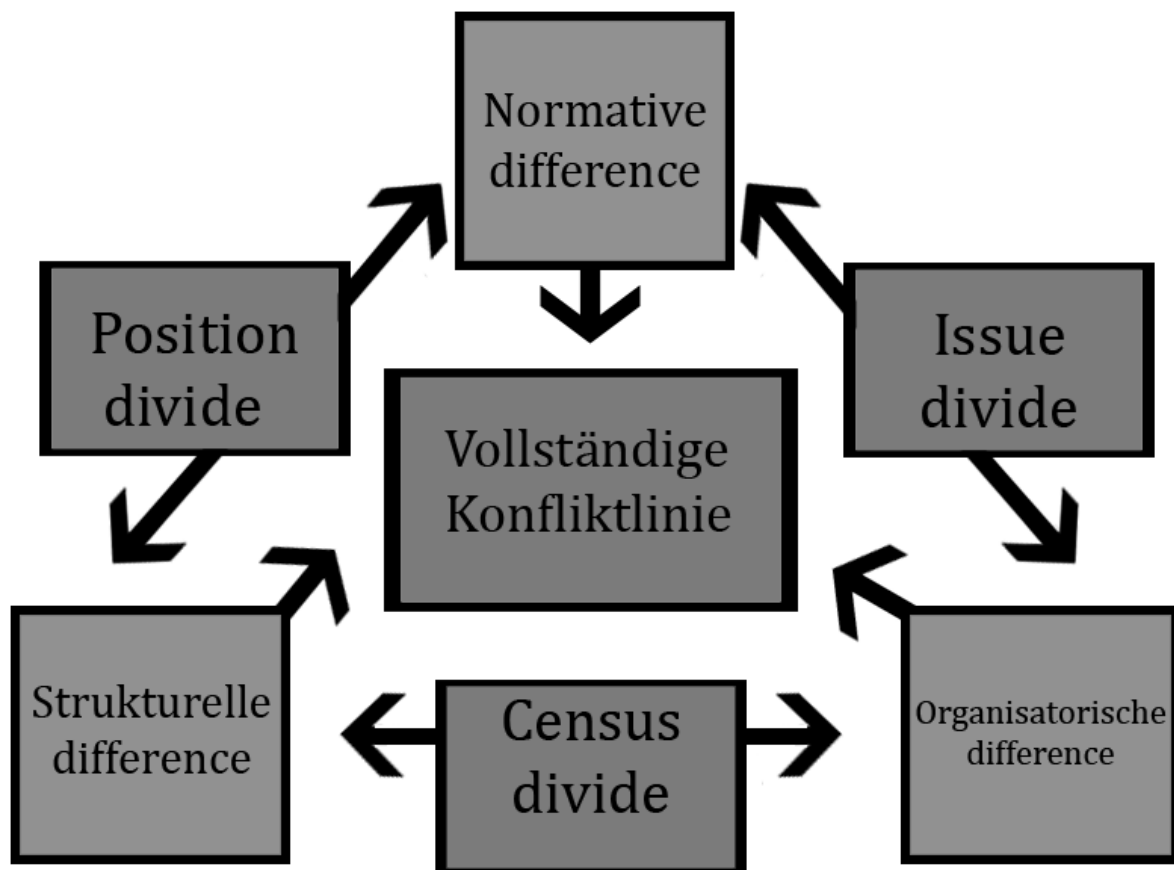 Normative
difference
Position
divide
Issue
divide
Vollständige
Konfliktlinie
Strukturelle
difference
Census
divide
Organisatorische
difference